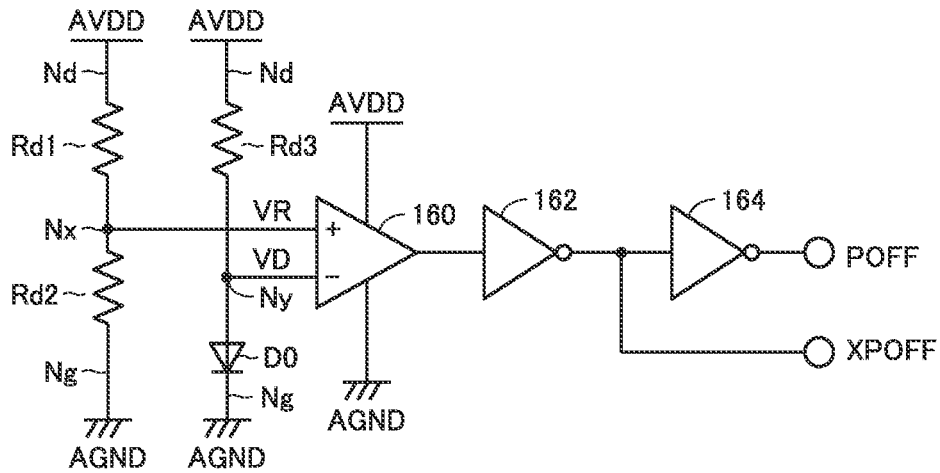 AVDD AVDD
Nd Nd
AVDD
Rd1 Rd3
VR 160 162 164
Nx + POFF
VD −
Rd2 Ny
D0 XPOFF
Ng Ng
AGND
AGND AGND